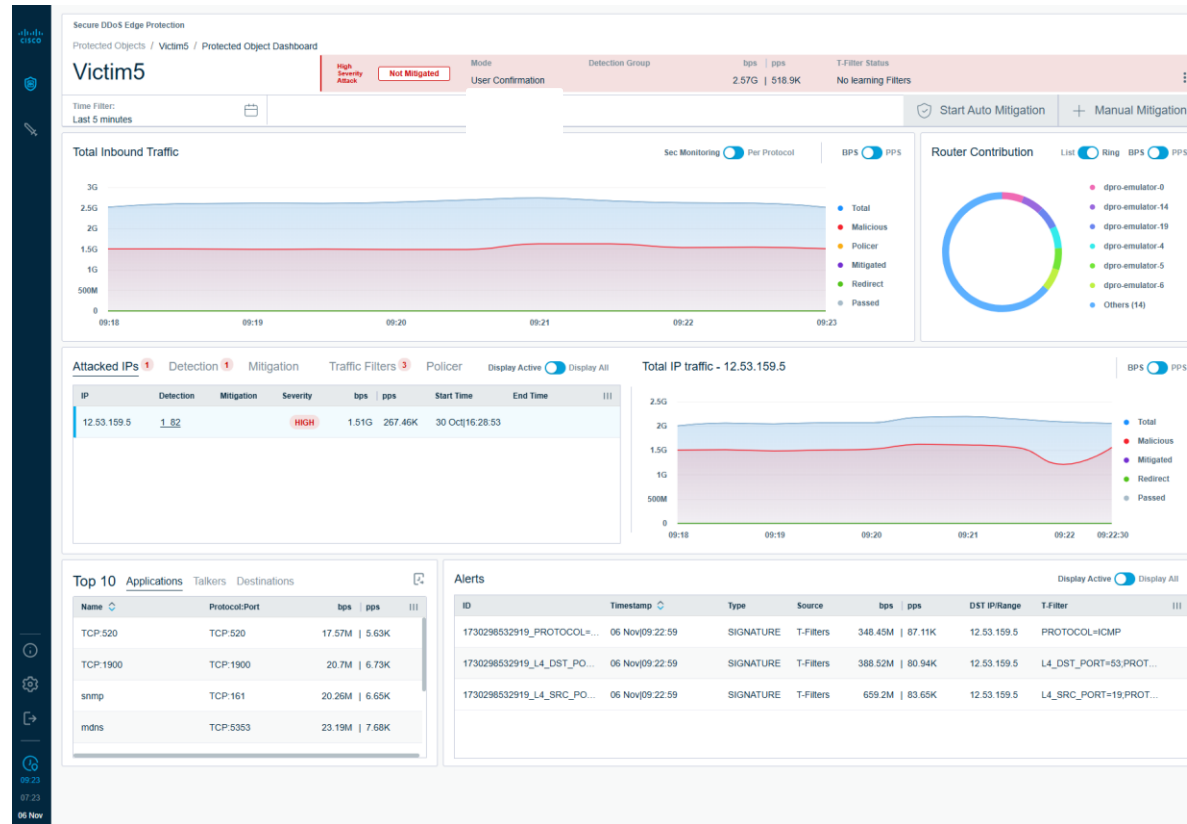 Secure DDoS Edge Protection
CISCO
Protected Objects / Victim5 / Protected Object Dashboard
Victim5
High Severity Attack
Not Mitigated
Mode
User Confirmation
Detection Group
bps | pps
2.57G | 518.9K
T-Filter Status
No learning Filters
Time Filter:
Last 5 minutes
Start Auto Mitigation
+ Manual Mitigation
Total Inbound Traffic
Sec Monitoring Per Protocol
BPS PPS
3G
2.5G
2G
1.5G
1G
500M
0
09:18 09:19 09:20 09:21 09:22 09:23
Total
Malicious
Policer
Mitigated
Redirect
Passed
Router Contribution
List Ring BPS PPS
dpro-emulator-0
dpro-emulator-14
dpro-emulator-19
dpro-emulator-4
dpro-emulator-5
dpro-emulator-6
Others (14)
Attacked IPs 1 Detection 1 Mitigation Traffic Filters 3 Policer Display Active Display All
IP Detection Mitigation Severity bps | pps Start Time End Time
12.53.159.5 1_82 HIGH 1.51G 267.46K 30 Oct|16:28:53
Total IP traffic - 12.53.159.5
BPS PPS
2.5G
2G
1.5G
1G
500M
0
09:18 09:19 09:20 09:21 09:22 09:22:30
Total
Malicious
Mitigated
Redirect
Passed
Top 10 Applications Talkers Destinations
Name Protocol:Port bps | pps
TCP:520 TCP:520 17.57M | 5.63K
TCP:1900 TCP:1900 20.7M | 6.73K
snmp TCP:161 20.26M | 6.65K
mdns TCP:5353 23.19M | 7.68K
Alerts
Display Active Display All
ID Timestamp Type Source bps | pps DST IP/Range T-Filter
1730298532919_PROTOCOL=... 06 Nov|09:22:59 SIGNATURE T-Filters 348.45M | 87.11K 12.53.159.5 PROTOCOL=ICMP
1730298532919_L4_DST_PO... 06 Nov|09:22:59 SIGNATURE T-Filters 388.52M | 80.94K 12.53.159.5 L4_DST_PORT=53;PROT...
1730298532919_L4_SRC_PO... 06 Nov|09:22:59 SIGNATURE T-Filters 659.2M | 83.65K 12.53.159.5 L4_SRC_PORT=19;PROT...
09:23
07:23
06 Nov